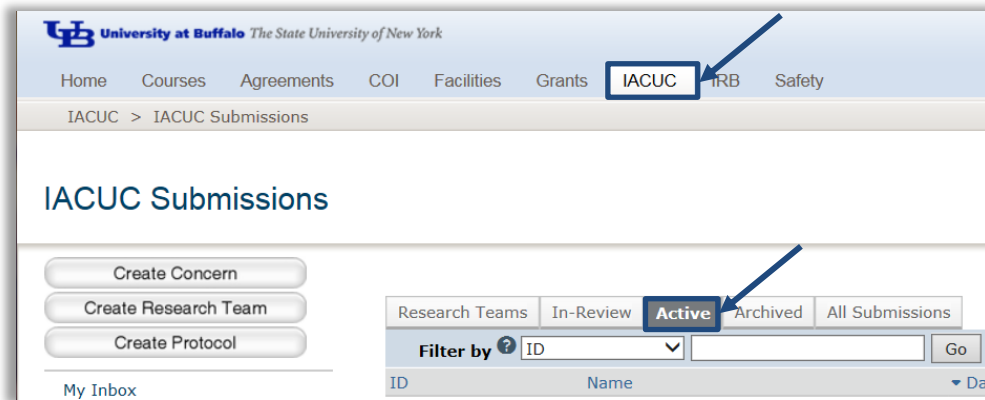 UB University at Buffalo The State University of New York
Home Courses Agreements COI Facilities Grants IACUC IRB Safety
IACUC > IACUC Submissions
IACUC Submissions
Create Concern
Create Research Team
Create Protocol
My Inbox
Research Teams In-Review Active Archived All Submissions
Filter by ? ID Go
ID Name Da